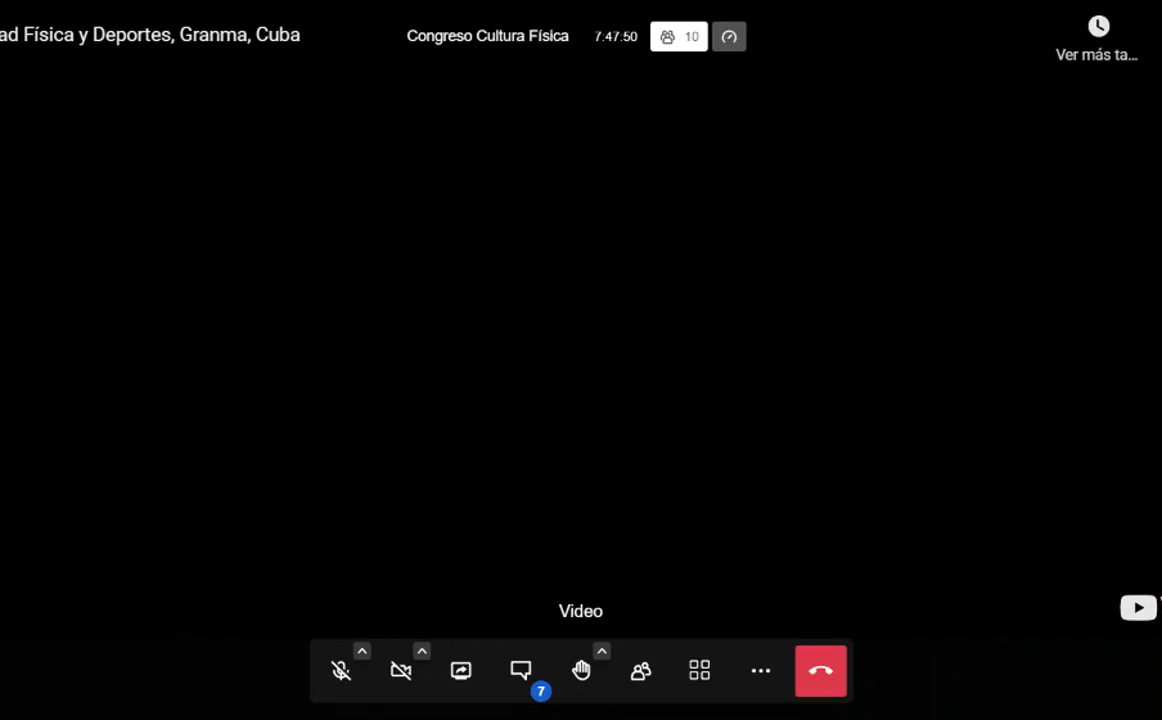 ad Física y Deportes, Granma, Cuba
Congreso Cultura Física 7:47:50 10
Ver más ta...
Video
7